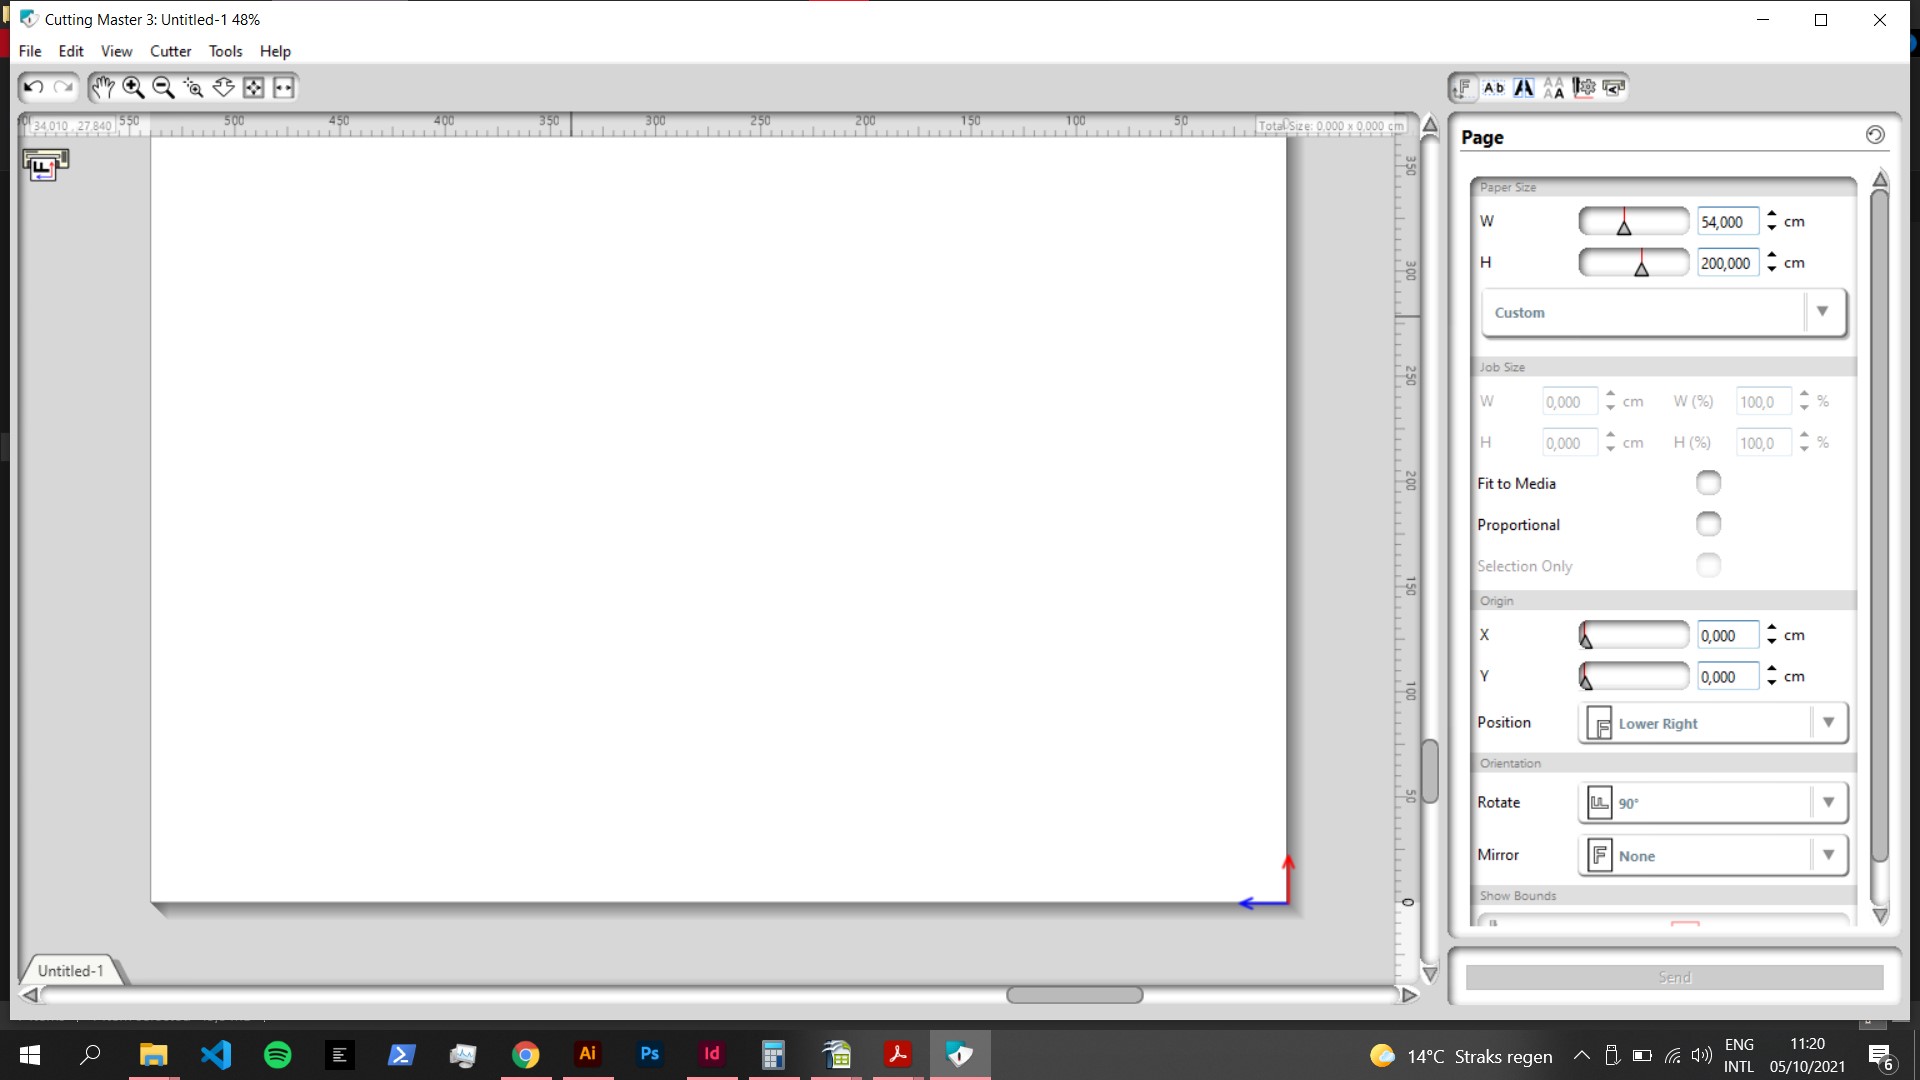 Cutting Master 3: Untitled-1 48%
File Edit View Cutter Tools Help
Ab
34,010 , 27,840
550 500 450 400 350 300 250 200 150 100 50 0
Total Size: 0,000 x 0,000 cm
350
300
250
200
150
100
50
0
Untitled-1
Page
Paper Size
W 54,000 cm
H 200,000 cm
Custom
Job Size
W 0,000 cm W (%) 100,0 %
H 0,000 cm H (%) 100,0 %
Fit to Media
Proportional
Selection Only
Origin
X 0,000 cm
Y 0,000 cm
Position Lower Right
Orientation
Rotate 90°
Mirror None
Show Bounds
Send
Ai Ps Id
14°C Straks regen
ENG
INTL
11:20
05/10/2021
6